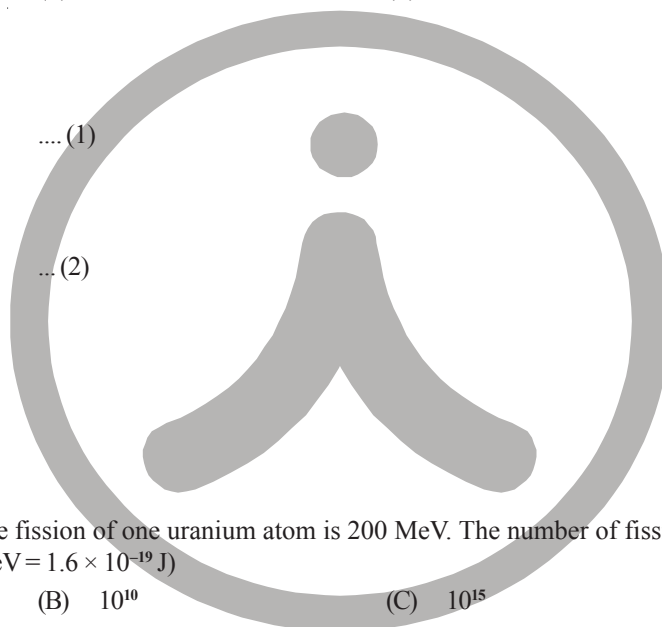 .... (1)
... (2)
e fission of one uranium atom is 200 MeV. The number of fiss
eV = 1.6 × 10⁻¹⁹ J)
(B) 10¹⁰ (C) 10¹⁵